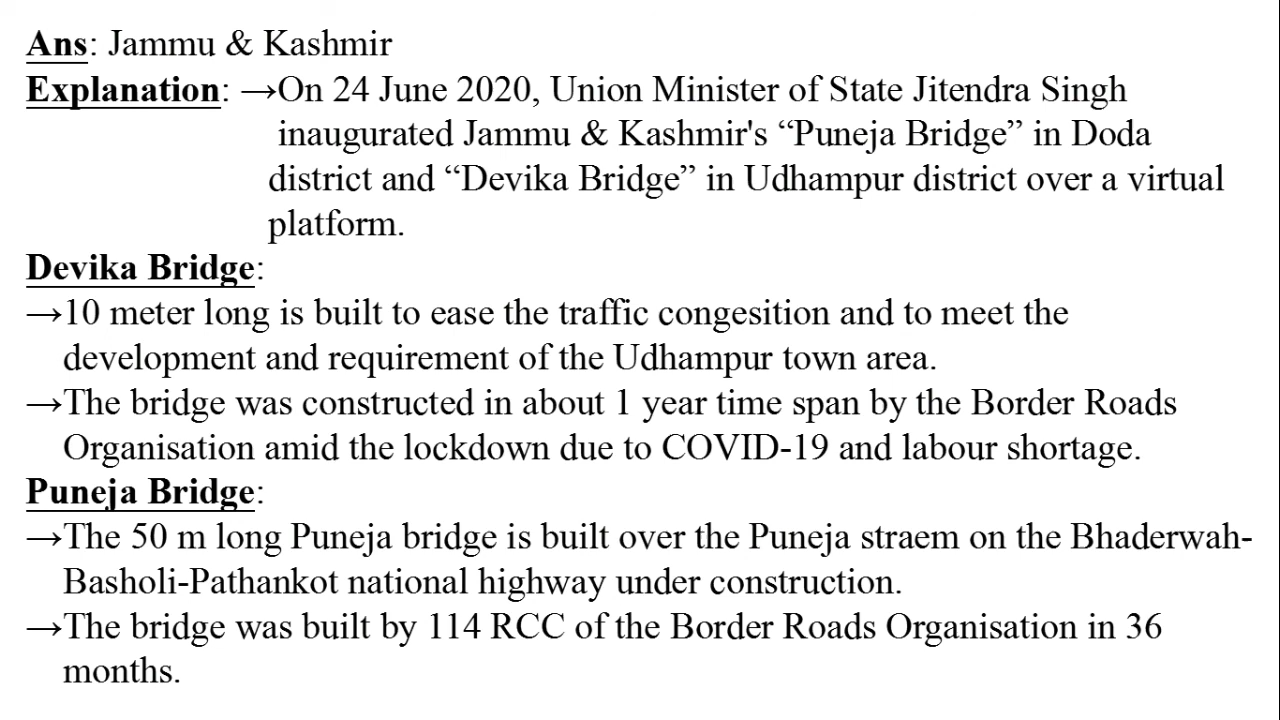 Ans: Jammu & Kashmir
Explanation: →On 24 June 2020, Union Minister of State Jitendra Singh
inaugurated Jammu & Kashmir's “Puneja Bridge” in Doda
district and “Devika Bridge” in Udhampur district over a virtual
platform.
Devika Bridge:
→10 meter long is built to ease the traffic congesition and to meet the
development and requirement of the Udhampur town area.
→The bridge was constructed in about 1 year time span by the Border Roads
Organisation amid the lockdown due to COVID-19 and labour shortage.
Puneja Bridge:
→The 50 m long Puneja bridge is built over the Puneja straem on the Bhaderwah-
Basholi-Pathankot national highway under construction.
→The bridge was built by 114 RCC of the Border Roads Organisation in 36
months.